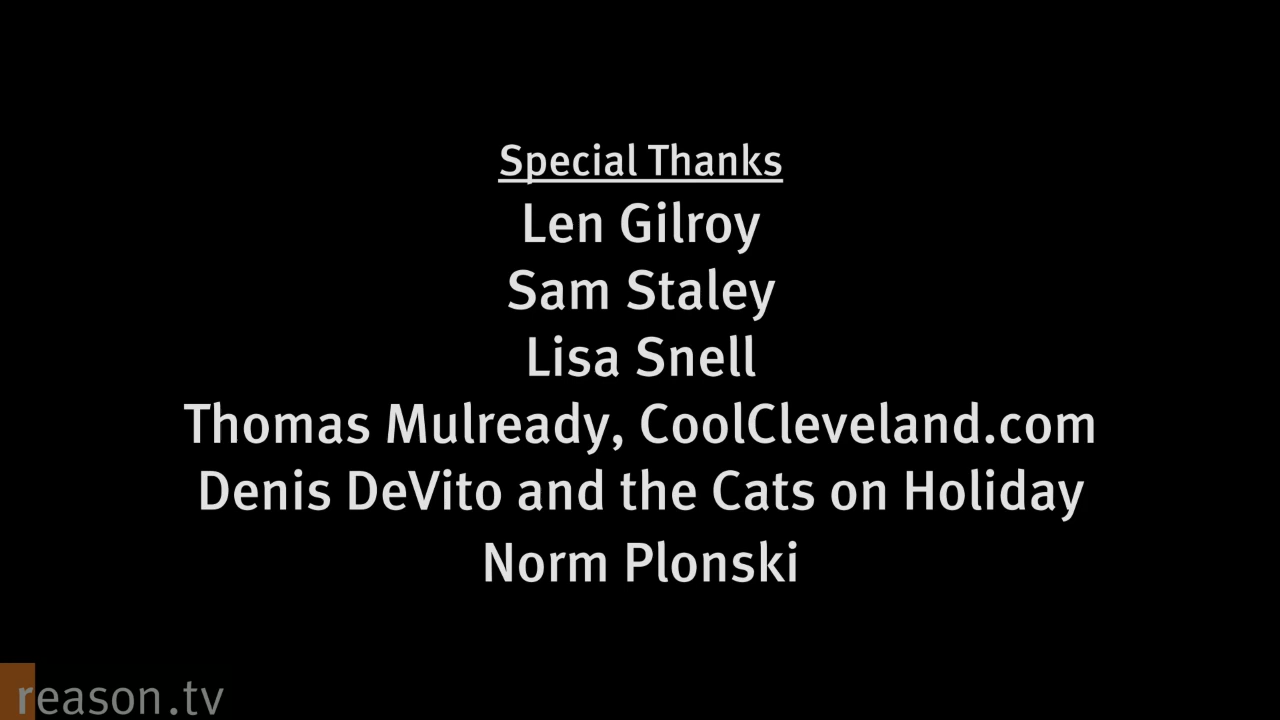 Special Thanks
Len Gilroy
Sam Staley
Lisa Snell
Thomas Mulready, CoolCleveland.com
Denis DeVito and the Cats on Holiday
Norm Plonski
reason.tv